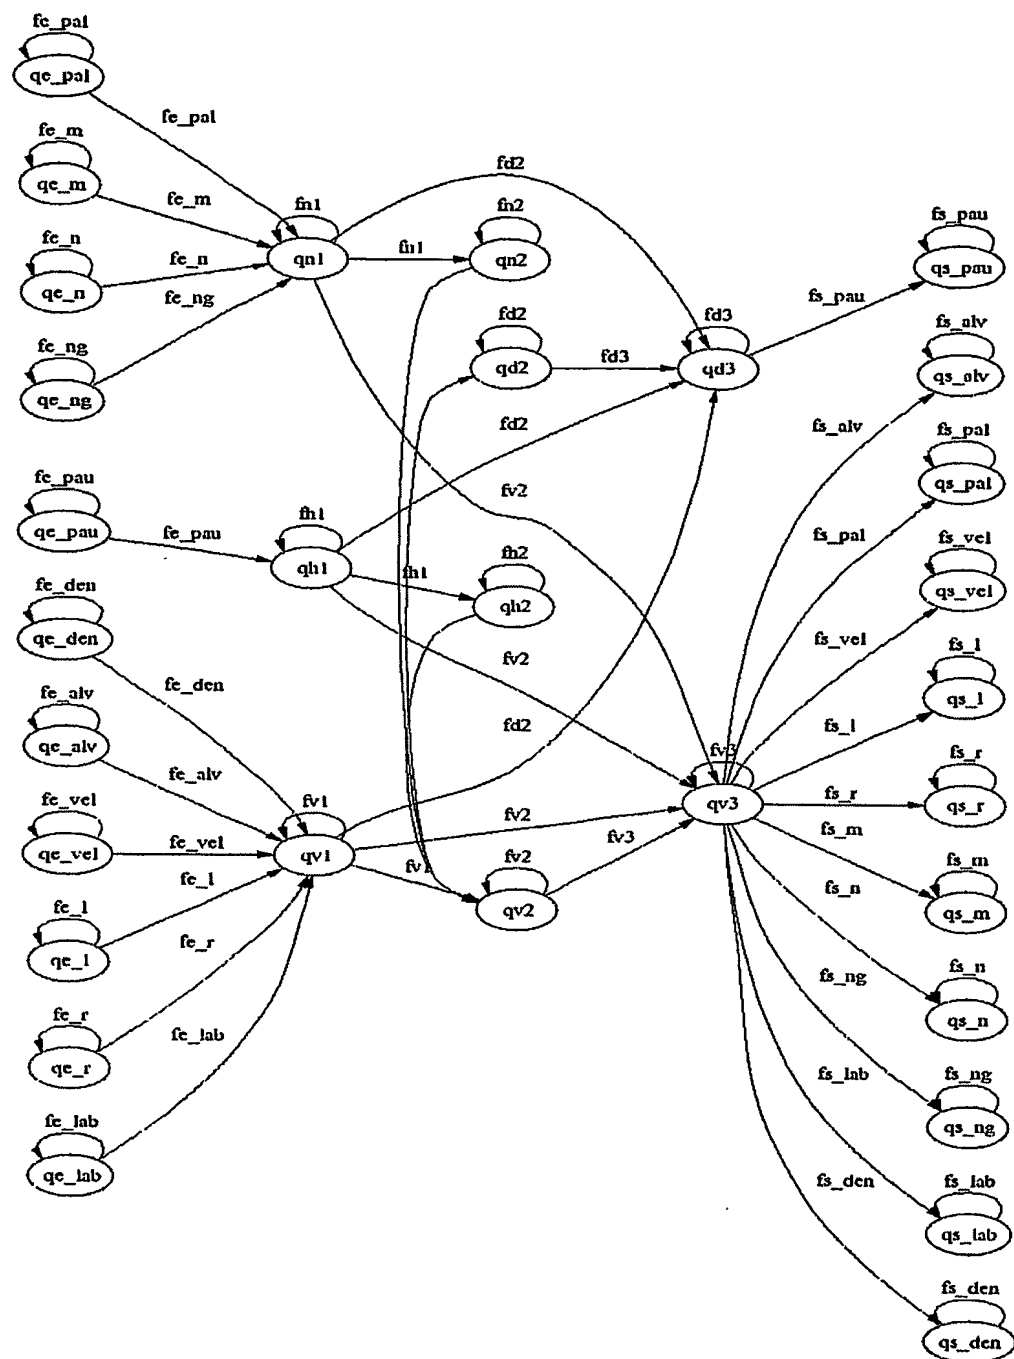 fe_pal
qe_pal
fe_pal
fe_m
qe_m
fe_m
fe_n
qe_n
fe_n
fe_ng
fe_ng
qe_ng
fn1
qn1
fn1
fd2
fn2
qn2
fd2
qd2
fd3
fd3
qd3
fd2
fs_pau
fs_pau
qs_pau
fs_alv
qs_alv
fs_alv
fs_pal
qs_pal
fs_pal
fs_vel
qs_vel
fs_vel
fe_pau
qe_pau
fe_pau
fh1
qh1
fh1
fh2
qh2
fv2
fv2
fd2
fe_den
qe_den
fe_den
fe_alv
qe_alv
fe_alv
fe_vel
qe_vel
fe_vel
fv1
qv1
fv1
fv2
fv2
qv2
fv3
fv3
qv3
fs_l
qs_l
fs_l
fs_r
qs_r
fs_r
fs_m
fs_m
qs_m
fs_n
fs_n
qs_n
fs_ng
fs_ng
qs_ng
fs_lab
fs_lab
qs_lab
fs_den
fs_den
qs_den
fe_l
fe_l
qe_l
fe_r
fe_r
qe_r
fe_lab
fe_lab
qe_lab